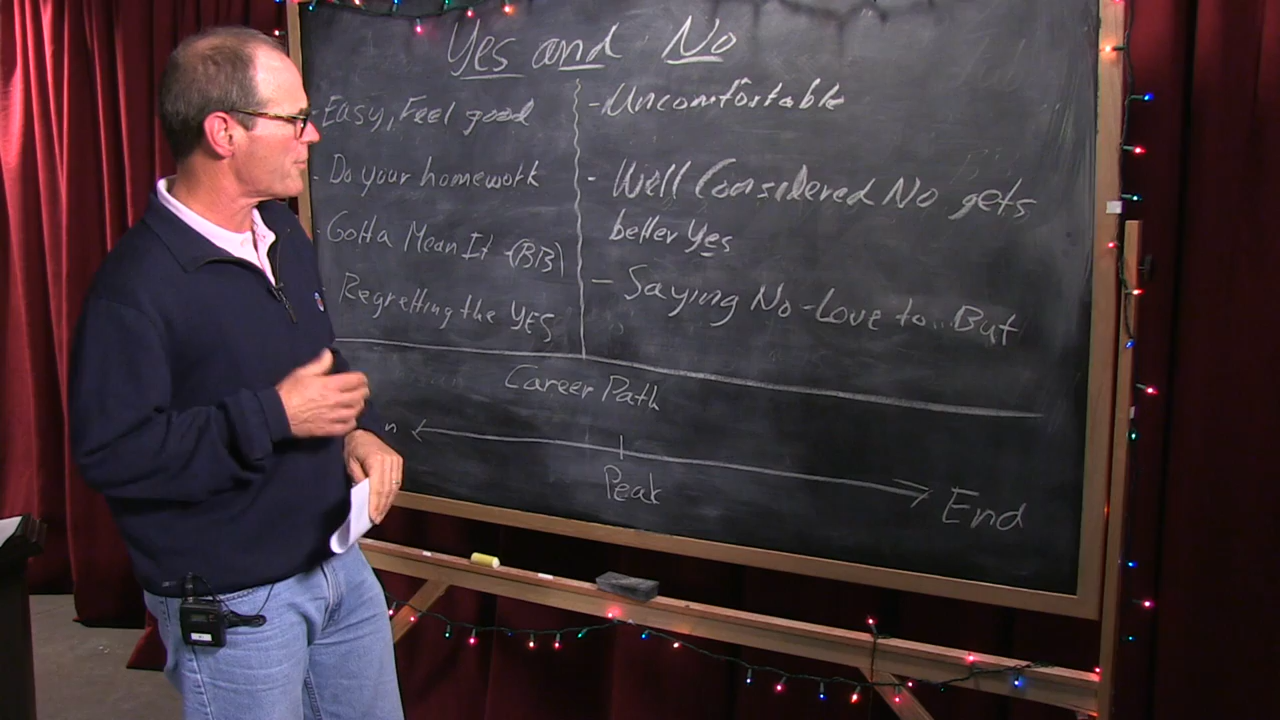 Yes and No
- Easy, Feel good
- Do your homework
- Gotta Mean It (BB)
Regretting the YES
- Uncomfortable
- Well Considered No gets
better Yes
- Saying No - Love to... But
Career Path
n
Peak
End